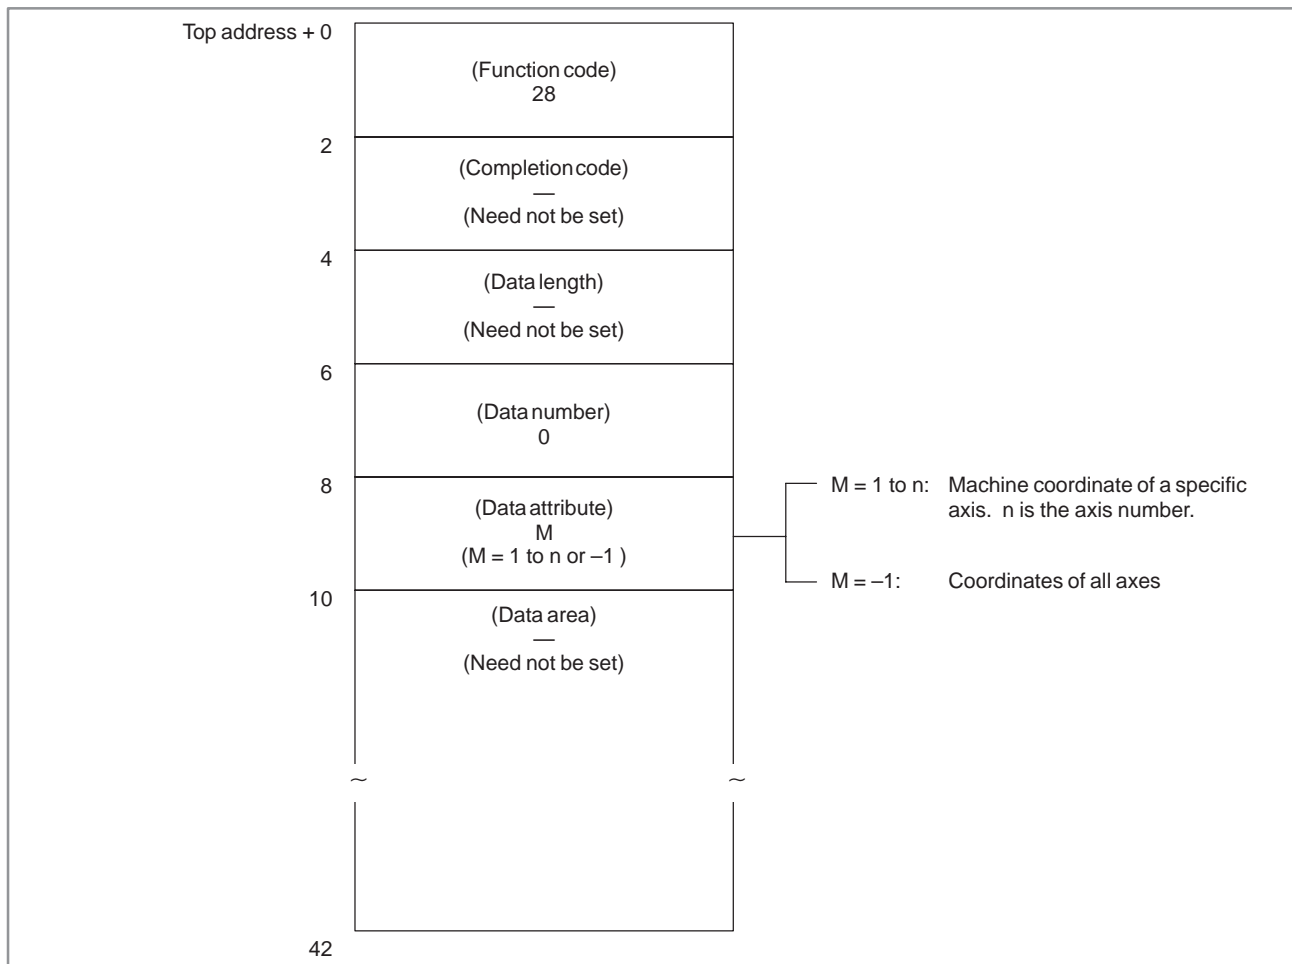 Top address + 0
(Function code)
28
2
(Completion code)
—
(Need not be set)
4
(Data length)
—
(Need not be set)
6
(Data number)
0
8
(Data attribute)
M
(M = 1 to n or –1 )
M = 1 to n: Machine coordinate of a specific
axis. n is the axis number.
M = –1: Coordinates of all axes
10
(Data area)
—
(Need not be set)
~ ~
42